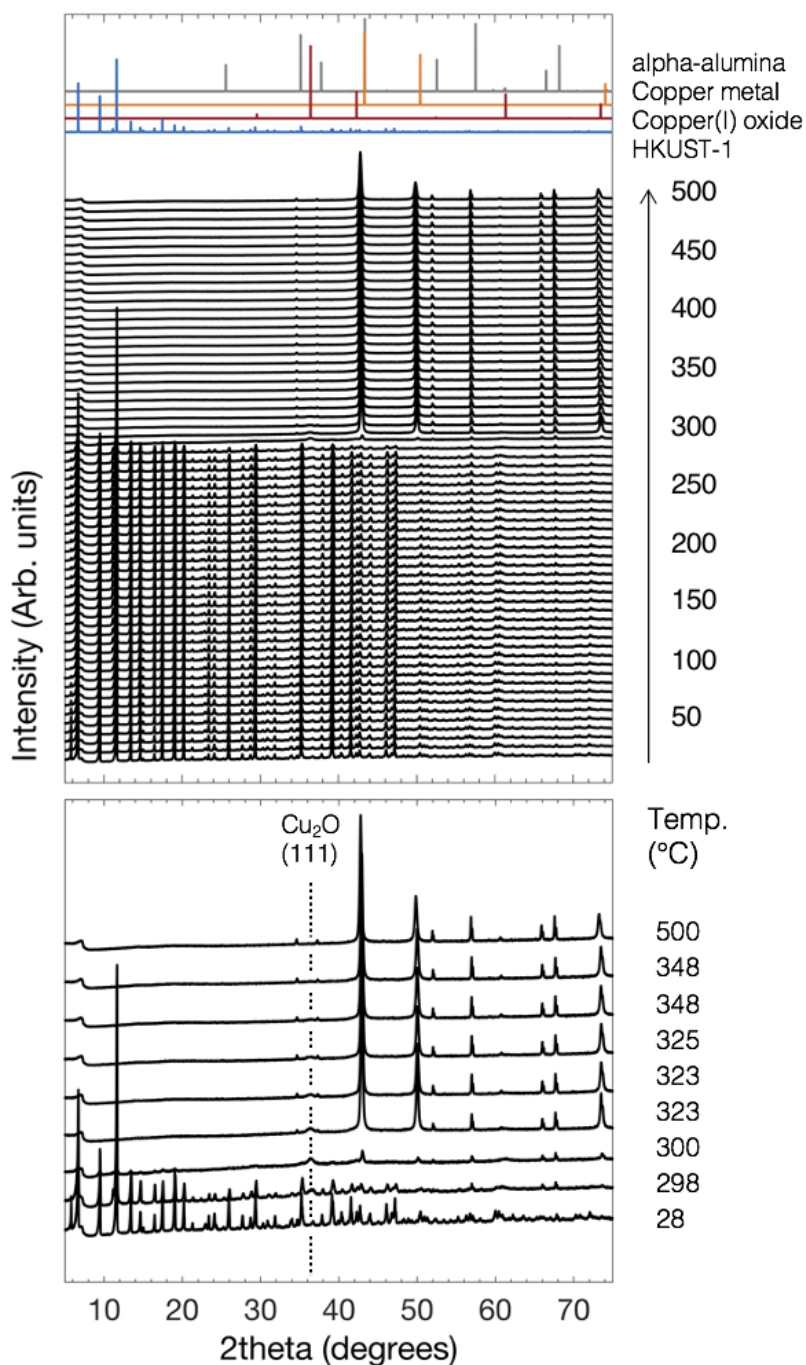 alpha-alumina
Copper metal
Copper(I) oxide
HKUST-1
500
450
400
350
300
250
200
150
100
50
Intensity (Arb. units)
Cu₂O
(111)
Temp.
(°C)
500
348
348
325
323
323
300
298
28
10 20 30 40 50 60 70
2theta (degrees)